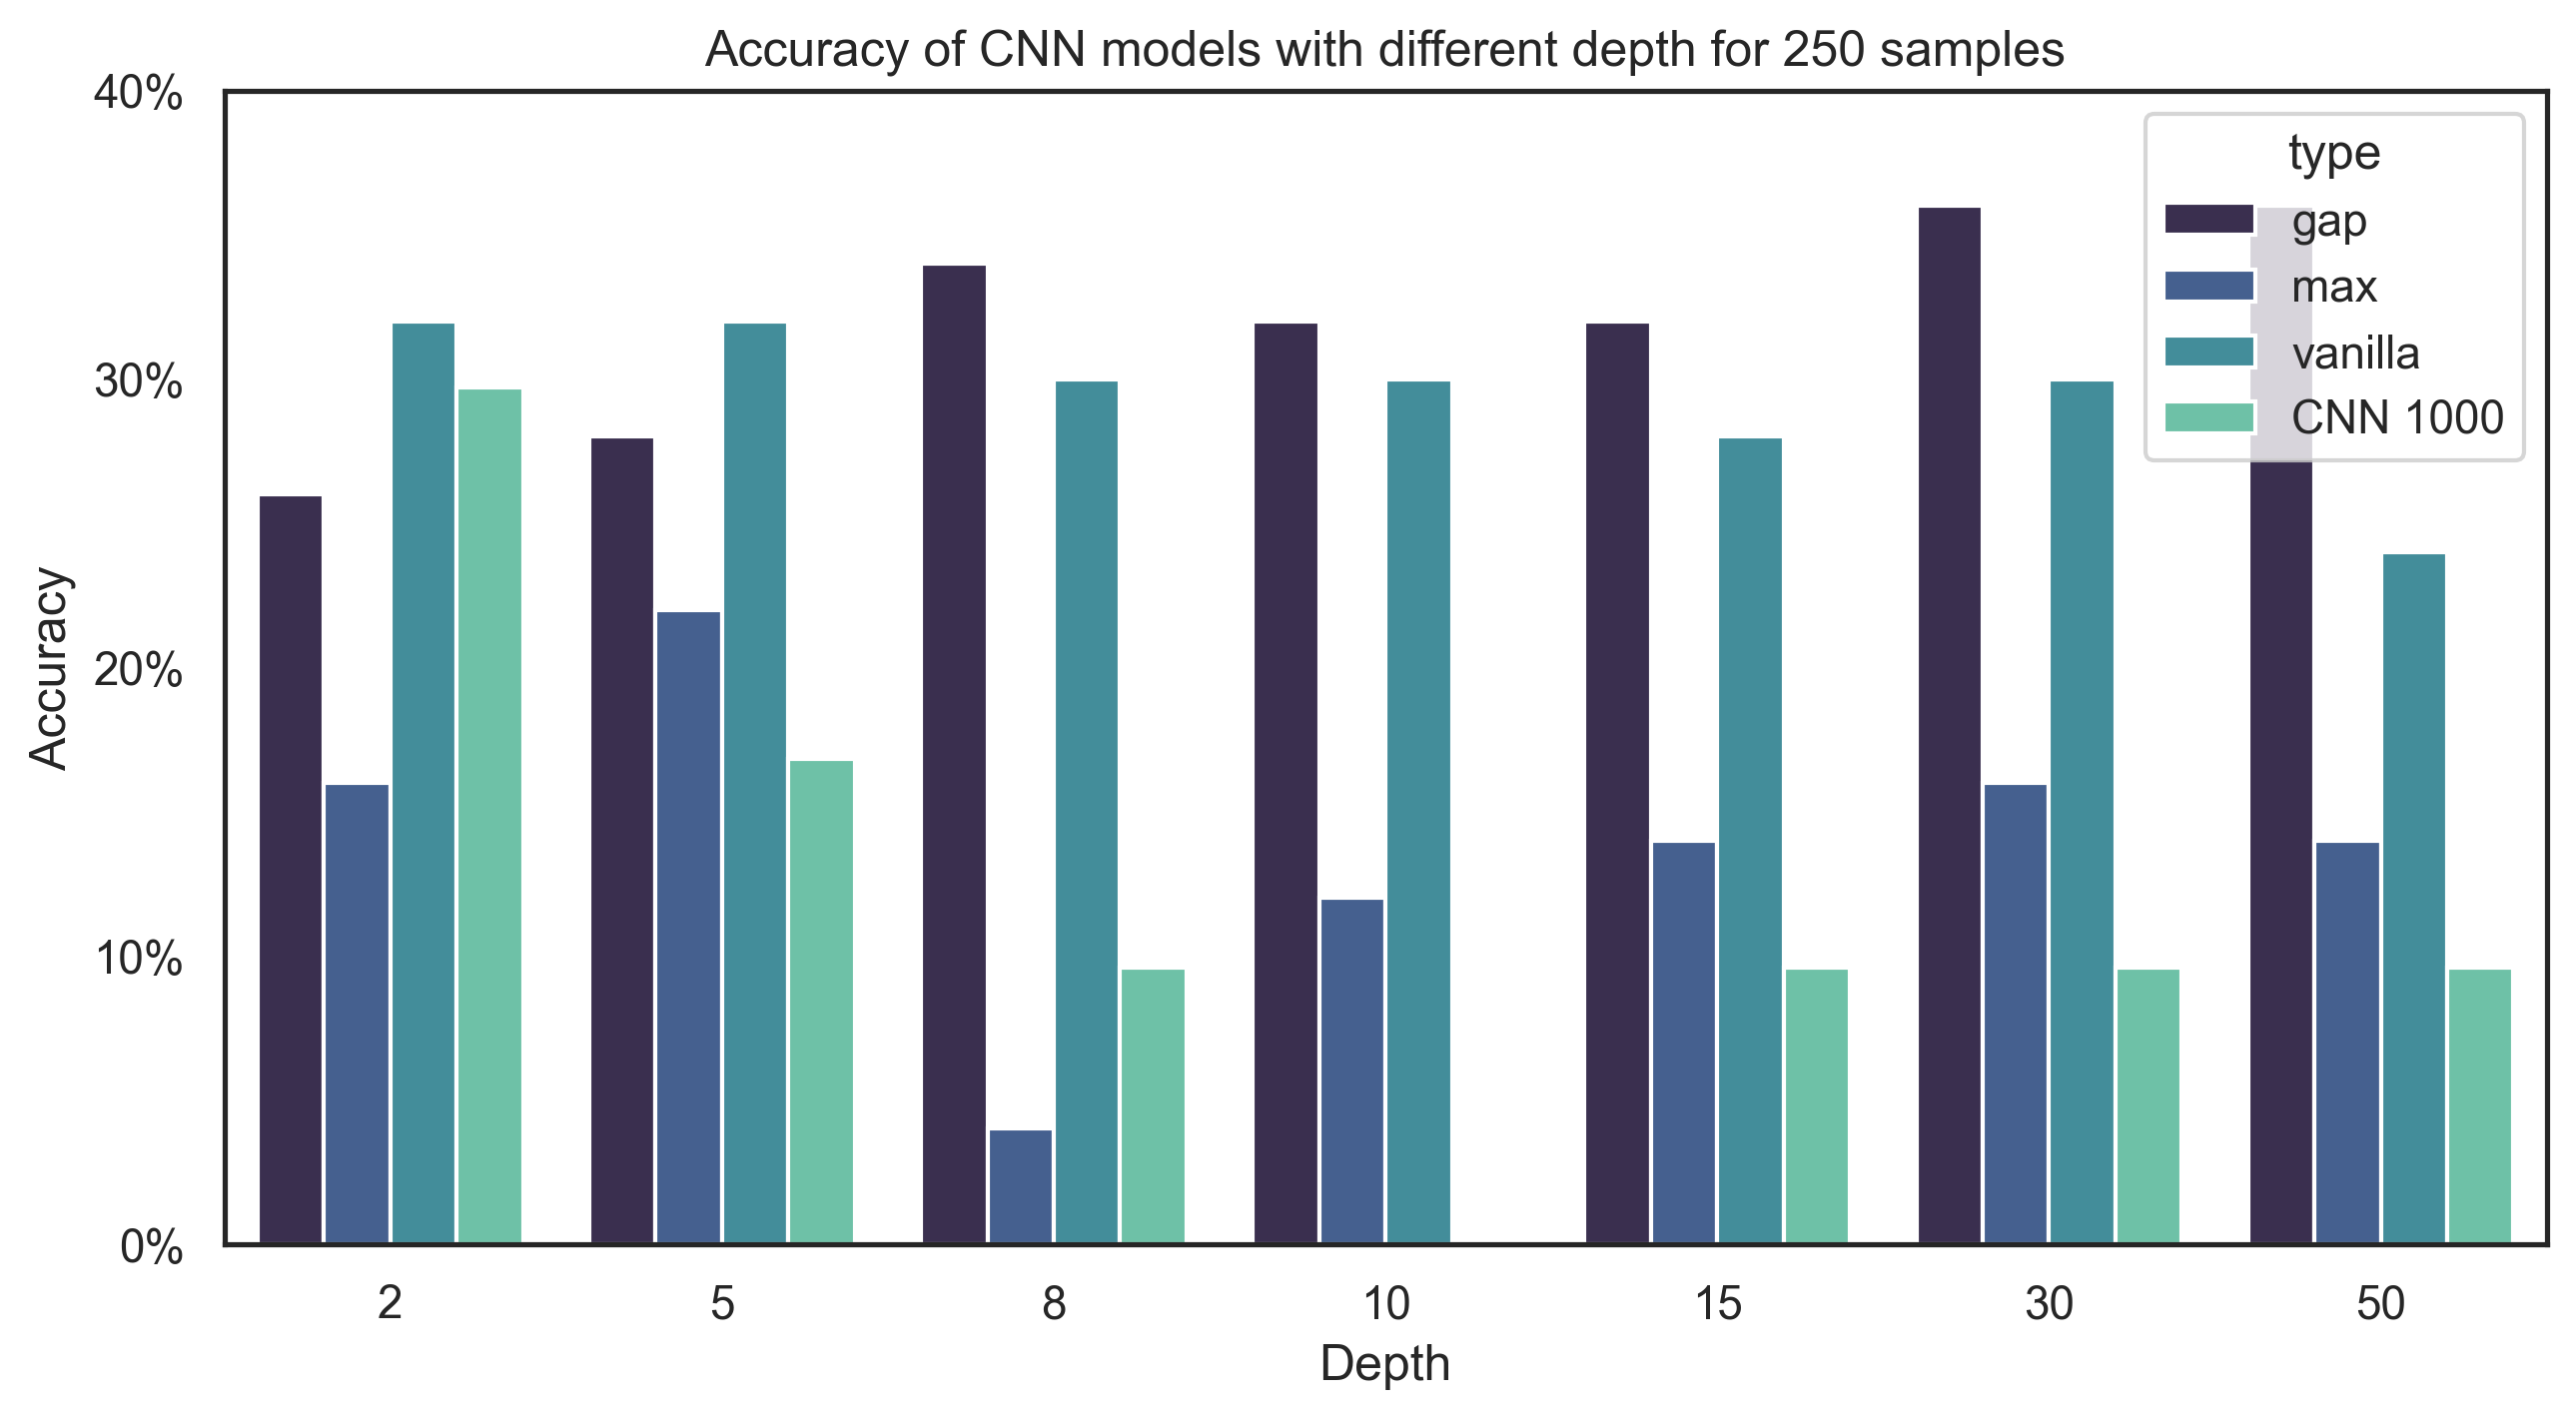 Accuracy of CNN models with different depth for 250 samples
40%
30%
20%
10%
0%
Accuracy
type
gap
max
vanilla
CNN 1000
2 5 8 10 15 30 50
Depth